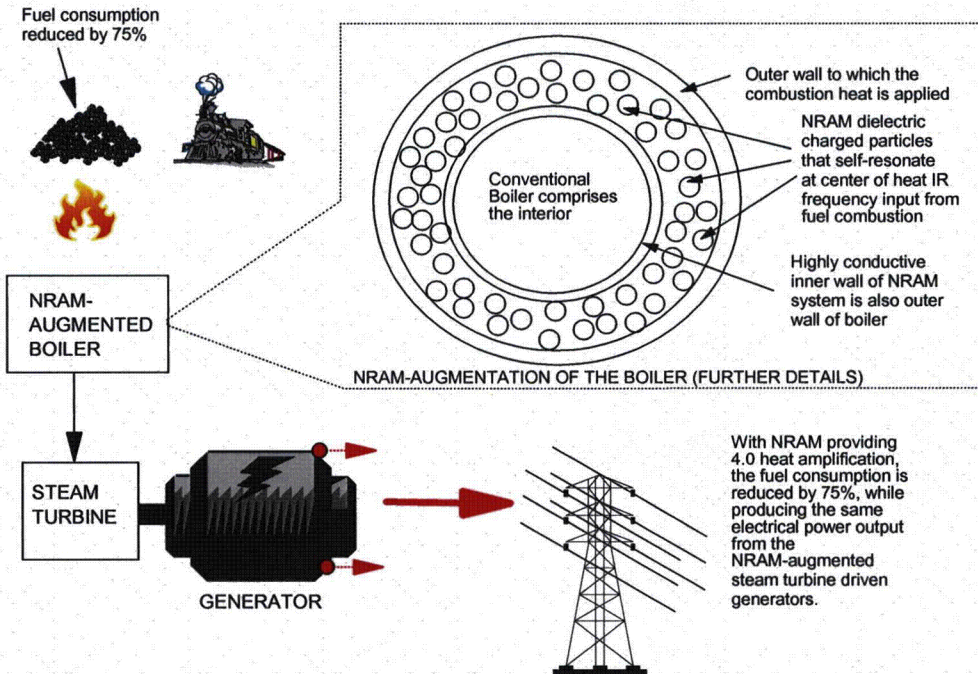 Fuel consumption
reduced by 75%
Outer wall to which the
combustion heat is applied
NRAM dielectric
charged particles
that self-resonate
at center of heat IR
frequency input from
fuel combustion
Conventional
Boiler comprises
the interior
Highly conductive
inner wall of NRAM
system is also outer
wall of boiler
NRAM-
AUGMENTED
BOILER
NRAM-AUGMENTATION OF THE BOILER (FURTHER DETAILS)
STEAM
TURBINE
GENERATOR
With NRAM providing
4.0 heat amplification,
the fuel consumption is
reduced by 75%, while
producing the same
electrical power output
from the
NRAM-augmented
steam turbine driven
generators.